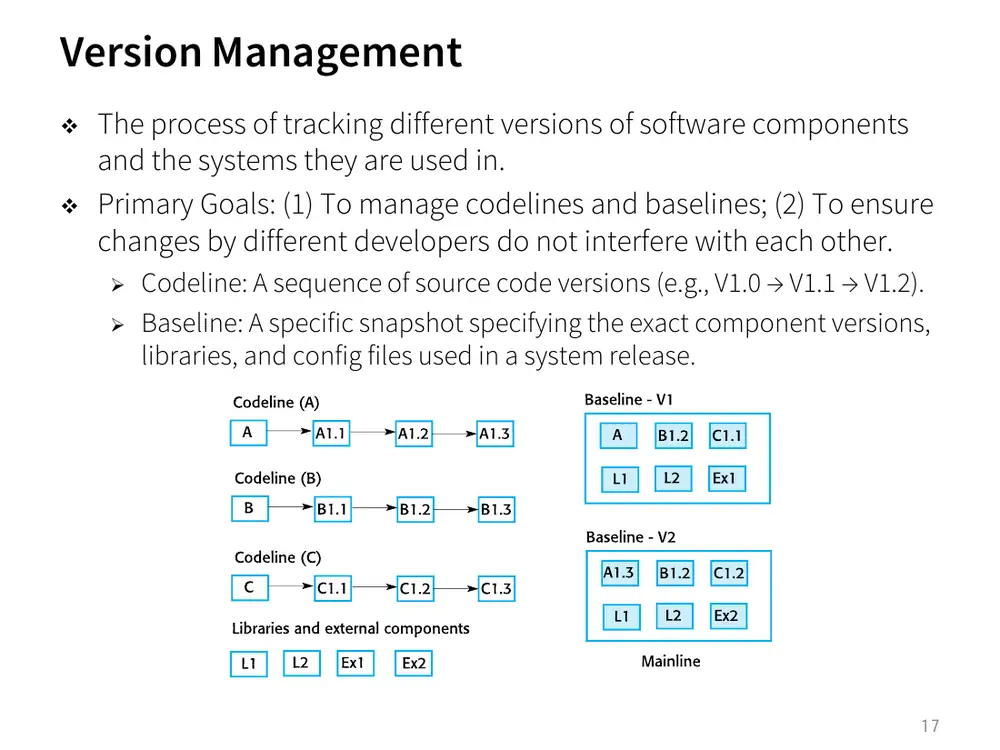 Version Management
❖ The process of tracking different versions of software components
and the systems they are used in.
❖ Primary Goals: (1) To manage codelines and baselines; (2) To ensure
changes by different developers do not interfere with each other.
➢ Codeline: A sequence of source code versions (e.g., V1.0 → V1.1 → V1.2).
➢ Baseline: A specific snapshot specifying the exact component versions,
libraries, and config files used in a system release.
Codeline (A)
A A1.1 A1.2 A1.3
Codeline (B)
B B1.1 B1.2 B1.3
Codeline (C)
C C1.1 C1.2 C1.3
Libraries and external components
L1 L2 Ex1 Ex2
Baseline - V1
A B1.2 C1.1
L1 L2 Ex1
Baseline - V2
A1.3 B1.2 C1.2
L1 L2 Ex2
Mainline
17